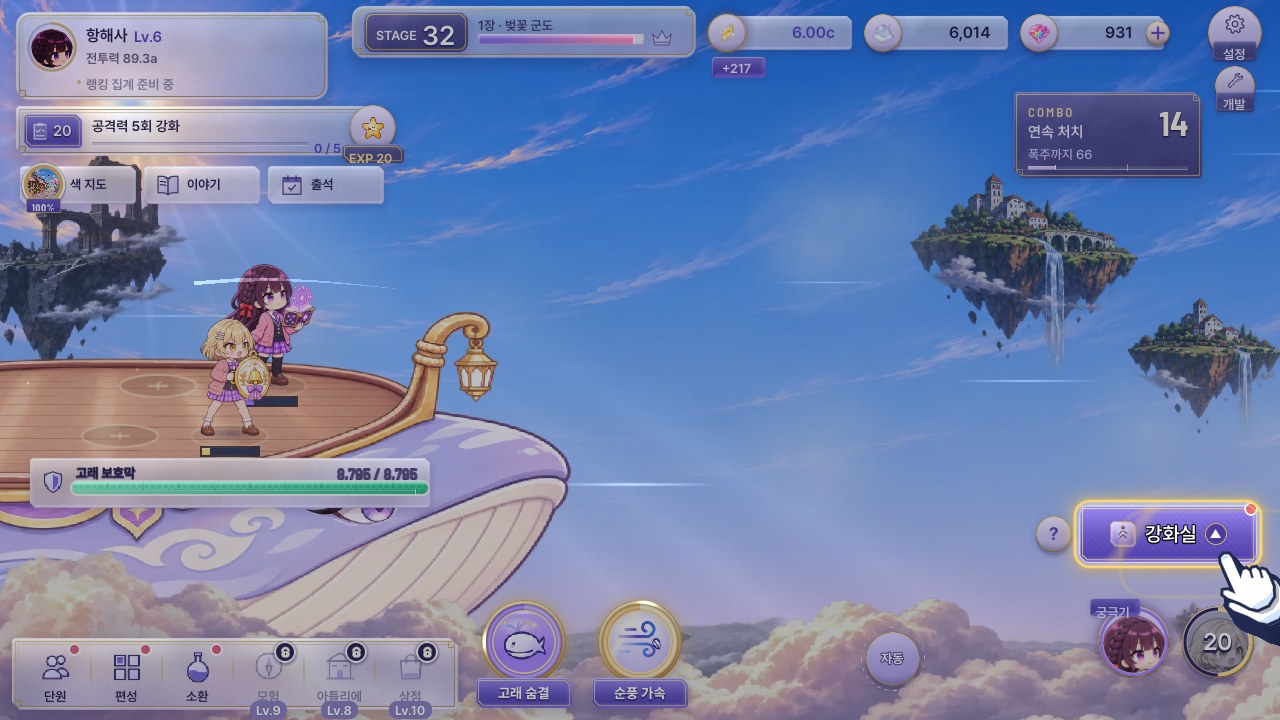 항해사 Lv.6
전투력 89.3a
* 랭킹 집계 준비 중
STAGE 32
1장 · 벚꽃 군도
6.00c
+217
6,014
931
설정
개발
20
공격력 5회 강화
0 / 5
EXP 20
색 지도
100%
이야기
출석
COMBO
연속 처치
14
폭주까지 66
고래 보호막
8,795 / 8,795
?
강화실
궁극기
20
자동
단원
편성
소환
모험
Lv.9
아틀리에
Lv.8
상점
Lv.10
고래 숨결
순풍 가속